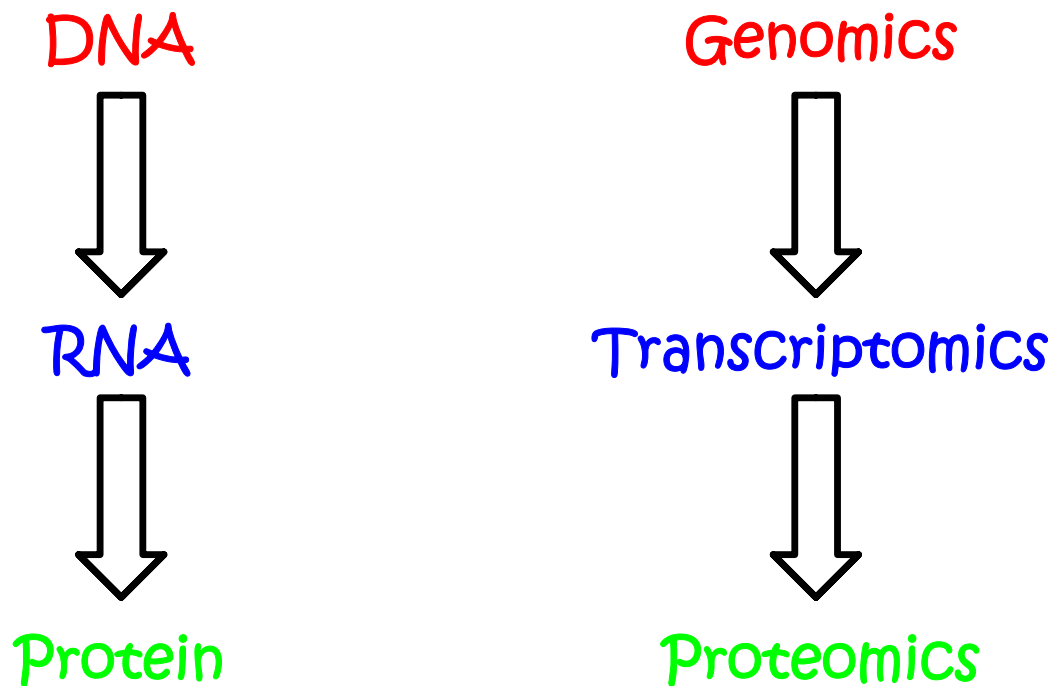 DNA
Genomics
RNA
Transcriptomics
Protein
Proteomics